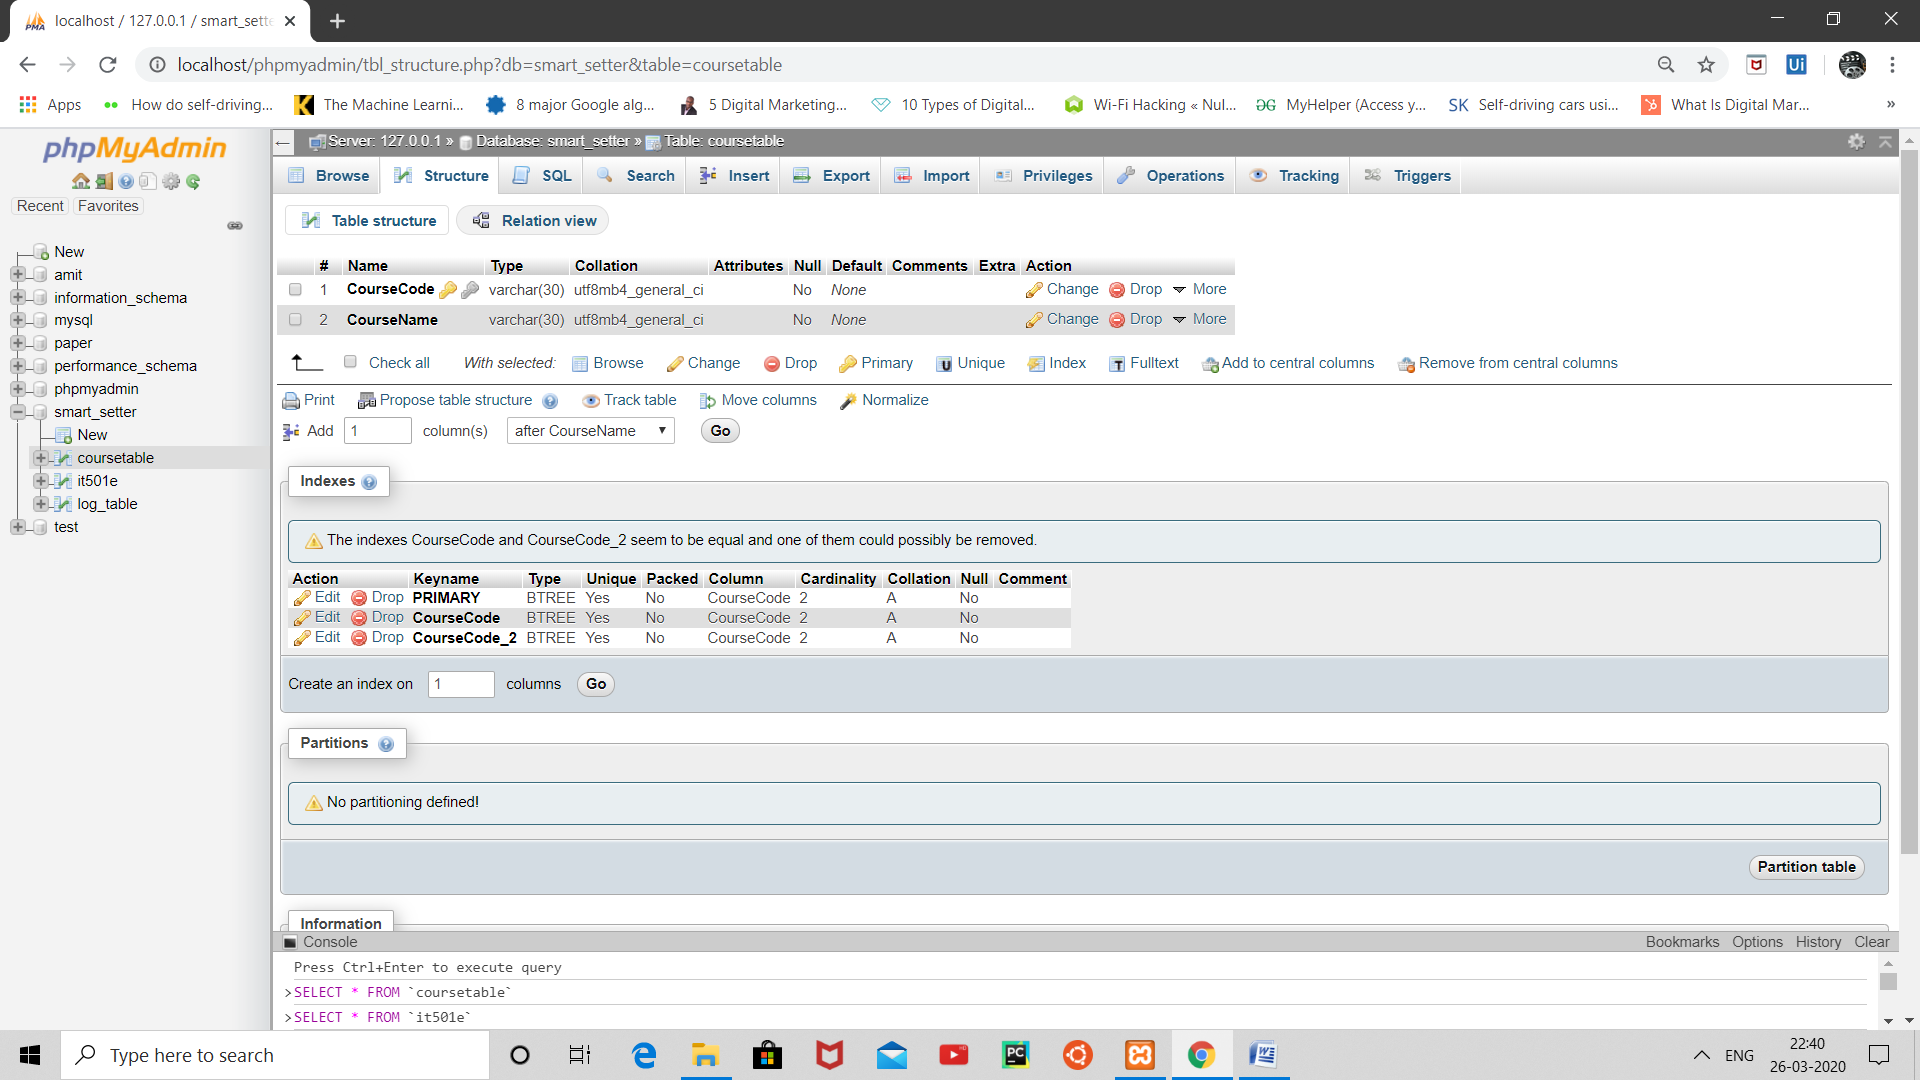 localhost / 127.0.0.1 / smart_sette
localhost/phpmyadmin/tbl_structure.php?db=smart_setter&table=coursetable
Apps How do self-driving... The Machine Learni... 8 major Google alg... 5 Digital Marketing... 10 Types of Digital... Wi-Fi Hacking « Nul... MyHelper (Access y... SK Self-driving cars usi... What Is Digital Mar... »
phpMyAdmin
Recent Favorites
New
amit
information_schema
mysql
paper
performance_schema
phpmyadmin
smart_setter
New
coursetable
it501e
log_table
test
Server: 127.0.0.1 » Database: smart_setter » Table: coursetable
Browse Structure SQL Search Insert Export Import Privileges Operations Tracking Triggers
Table structure Relation view
# Name Type Collation Attributes Null Default Comments Extra Action
1 CourseCode varchar(30) utf8mb4_general_ci No None Change Drop More
2 CourseName varchar(30) utf8mb4_general_ci No None Change Drop More
Check all With selected: Browse Change Drop Primary Unique Index Fulltext Add to central columns Remove from central columns
Print Propose table structure Track table Move columns Normalize
Add 1 column(s) after CourseName Go
Indexes
The indexes CourseCode and CourseCode_2 seem to be equal and one of them could possibly be removed.
Action Keyname Type Unique Packed Column Cardinality Collation Null Comment
Edit Drop PRIMARY BTREE Yes No CourseCode 2 A No
Edit Drop CourseCode BTREE Yes No CourseCode 2 A No
Edit Drop CourseCode_2 BTREE Yes No CourseCode 2 A No
Create an index on 1 columns Go
Partitions
No partitioning defined!
Partition table
Information
Console Bookmarks Options History Clear
Press Ctrl+Enter to execute query
>SELECT * FROM `coursetable`
>SELECT * FROM `it501e`
Type here to search
ENG
22:40
26-03-2020